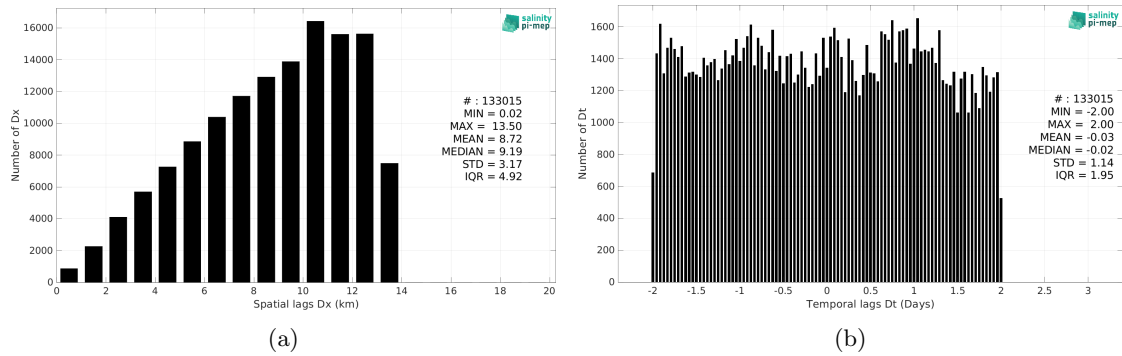 salinity
pi-mep
16000
14000
12000
10000
8000
6000
4000
2000
0
Number of Dx
# : 133015
MIN = 0.02
MAX = 13.50
MEAN = 8.72
MEDIAN = 9.19
STD = 3.17
IQR = 4.92
0 2 4 6 8 10 12 14 16 18 20
Spatial lags Dx (km)
(a)
salinity
pi-mep
1600
1400
1200
1000
800
600
400
200
0
Number of Dt
# : 133015
MIN = -2.00
MAX = 2.00
MEAN = -0.03
MEDIAN = -0.02
STD = 1.14
IQR = 1.95
-2 -1.5 -1 -0.5 0 0.5 1 1.5 2 2.5 3
Temporal lags Dt (Days)
(b)